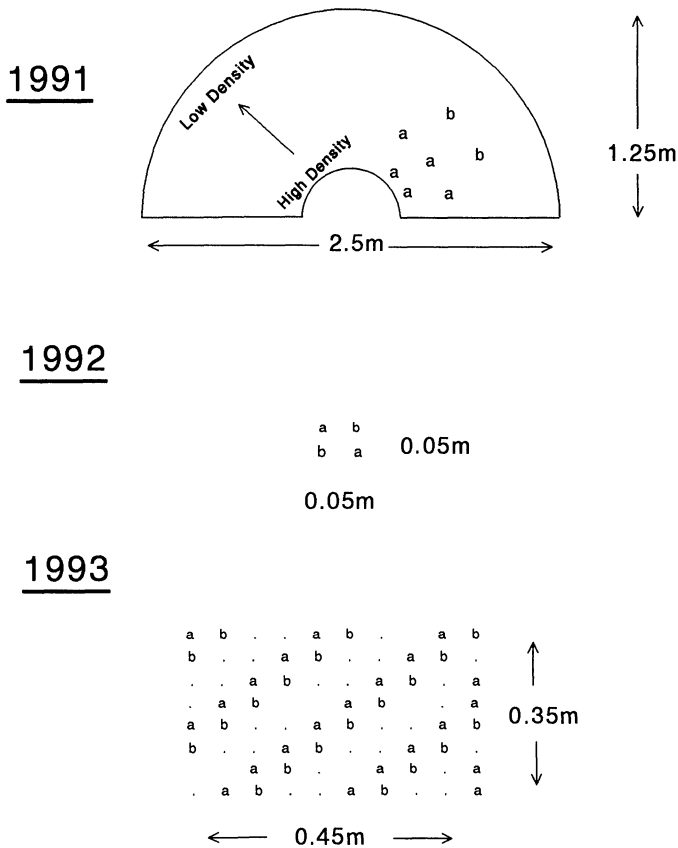 1991
Low Density
High Density
b
a
a
b
a
a
a
1.25m
2.5m
1992
a b
b a
0.05m
0.05m
1993
a b . . a b . a b
b . . a b . . a b .
. . a b . . a b . a
. a b a b . a
a b . . a b . . a b
b . . a b . . a b .
a b . a b . a
. a b . . a b . . a
0.35m
0.45m